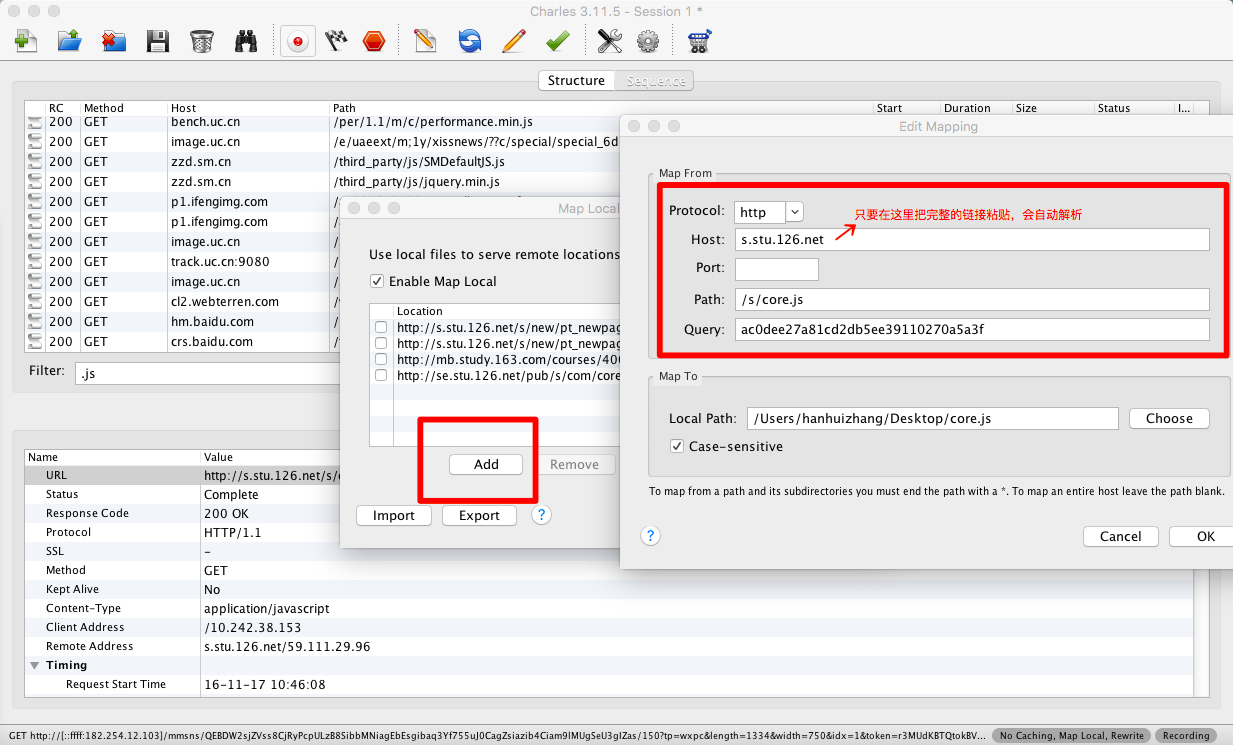 Charles 3.11.5 - Session 1 *
Structure
Sequence
RC Method Host Path Start Duration Size Status I...
200 GET bench.uc.cn /per/1.1/m/c/performance.min.js
200 GET image.uc.cn /e/uaeext/m;1y/xissnews/??c/special/special_6d
200 GET zzd.sm.cn /third_party/js/SMDefaultJS.js
200 GET zzd.sm.cn /third_party/js/jquery.min.js
200 GET p1.ifengimg.com
200 GET p1.ifengimg.com
200 GET image.uc.cn
200 GET track.uc.cn:9080
200 GET image.uc.cn
200 GET cl2.webterren.com
200 GET hm.baidu.com
200 GET crs.baidu.com
Filter: .js
Name Value
URL http://s.stu.126.net/s/
Status Complete
Response Code 200 OK
Protocol HTTP/1.1
SSL -
Method GET
Kept Alive No
Content-Type application/javascript
Client Address /10.242.38.153
Remote Address s.stu.126.net/59.111.29.96
Timing
Request Start Time 16-11-17 10:46:08
Map Local
Use local files to serve remote locations
Enable Map Local
Location
http://s.stu.126.net/s/new/pt_newpag
http://s.stu.126.net/s/new/pt_newpag
http://mb.study.163.com/courses/400
http://se.stu.126.net/pub/s/com/core
Add
Remove
Import
Export
?
Edit Mapping
Map From
Protocol: http
只要在这里把完整的链接粘贴，会自动解析
Host: s.stu.126.net
Port:
Path: /s/core.js
Query: ac0dee27a81cd2db5ee39110270a5a3f
Map To
Local Path: /Users/hanhuizhang/Desktop/core.js Choose
Case-sensitive
To map from a path and its subdirectories you must end the path with a *. To map an entire host leave the path blank.
?
Cancel
OK
GET http://[::ffff:182.254.12.103]/mmsns/QEBDW2sjZVss8CjRyPcpULzB8SibbMNiagEbEsgibaq3Yf755uJ0CagZsiazib4Ciam9lMUgSeU3gIZas/150?tp=wxpc&length=1334&width=750&idx=1&token=r3MUdKBTQtokBV...
No Caching, Map Local, Rewrite
Recording